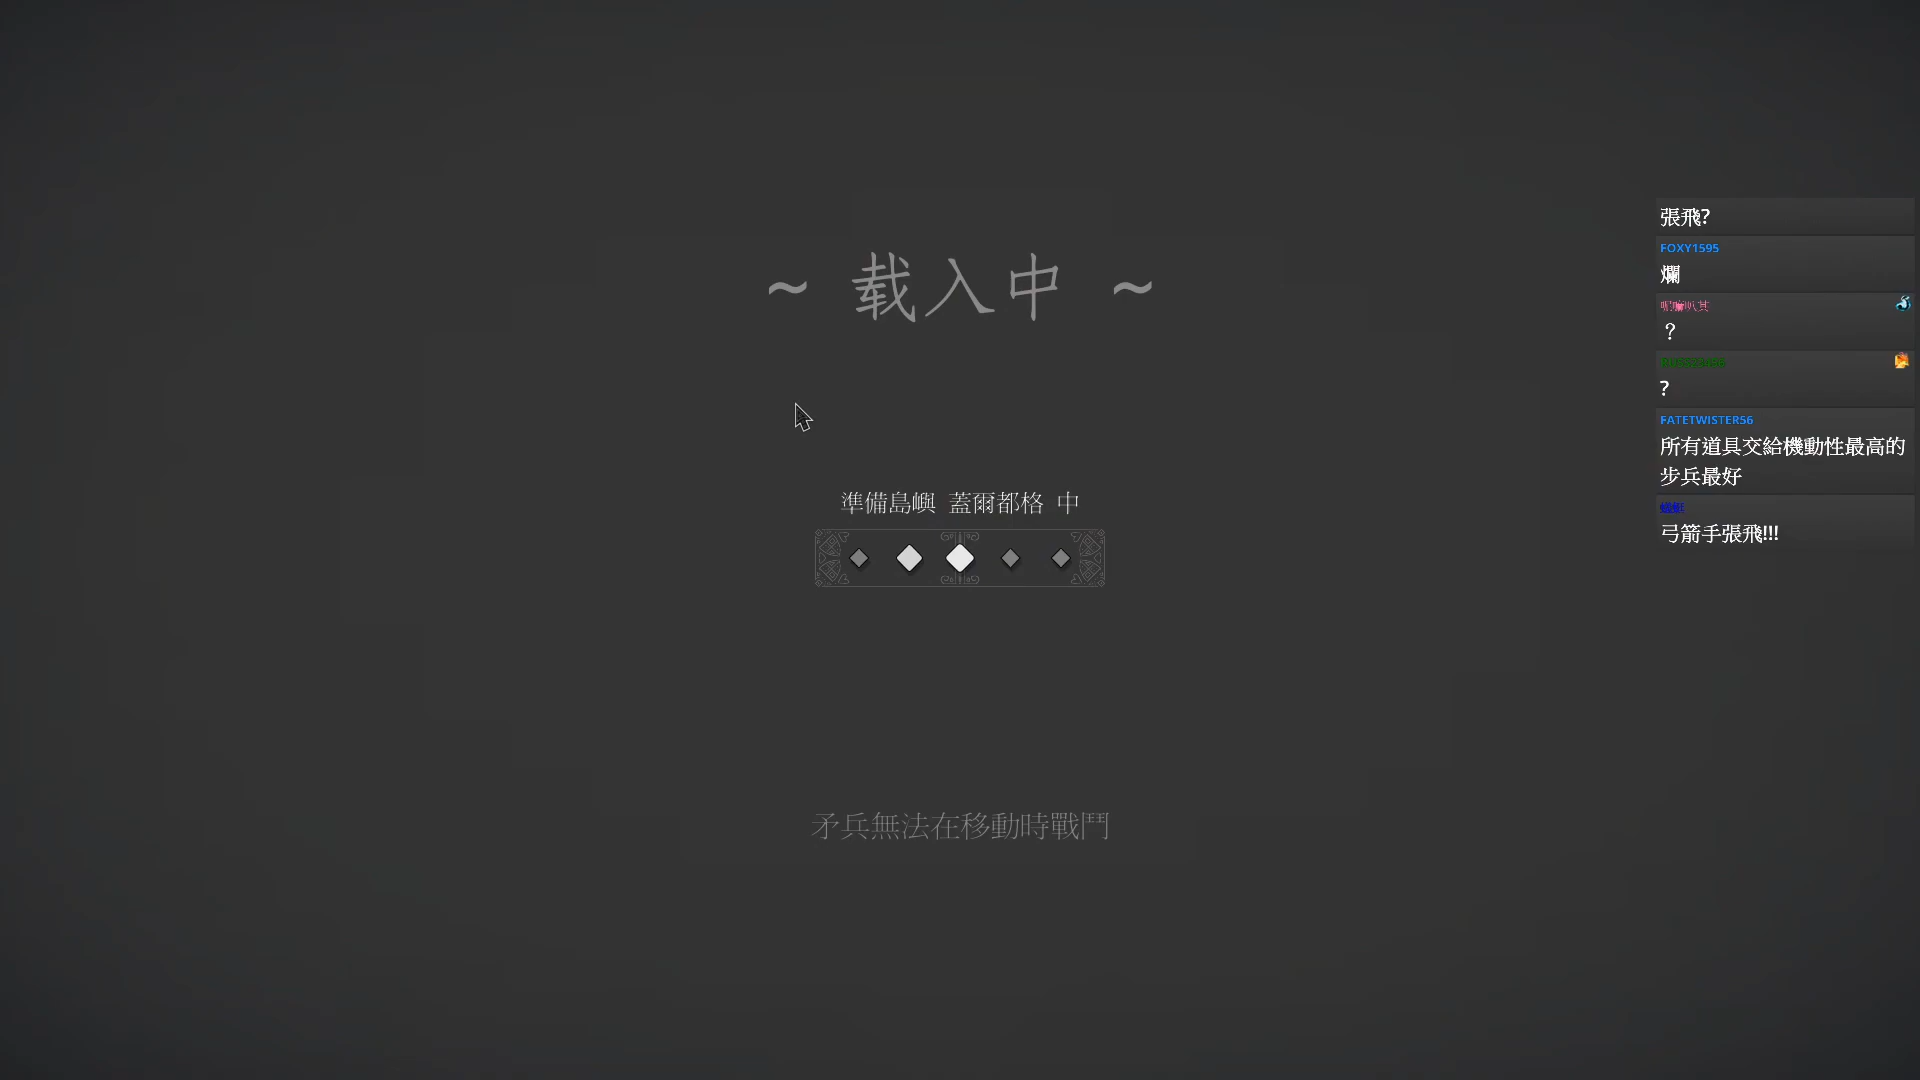 ~ 载入中 ~
準備島嶼 蓋爾都格 中
矛兵無法在移動時戰鬥
張飛?
FOXY1595
爛
?
?
FATETWISTER56
所有道具交給機動性最高的
步兵最好
弓箭手張飛!!!